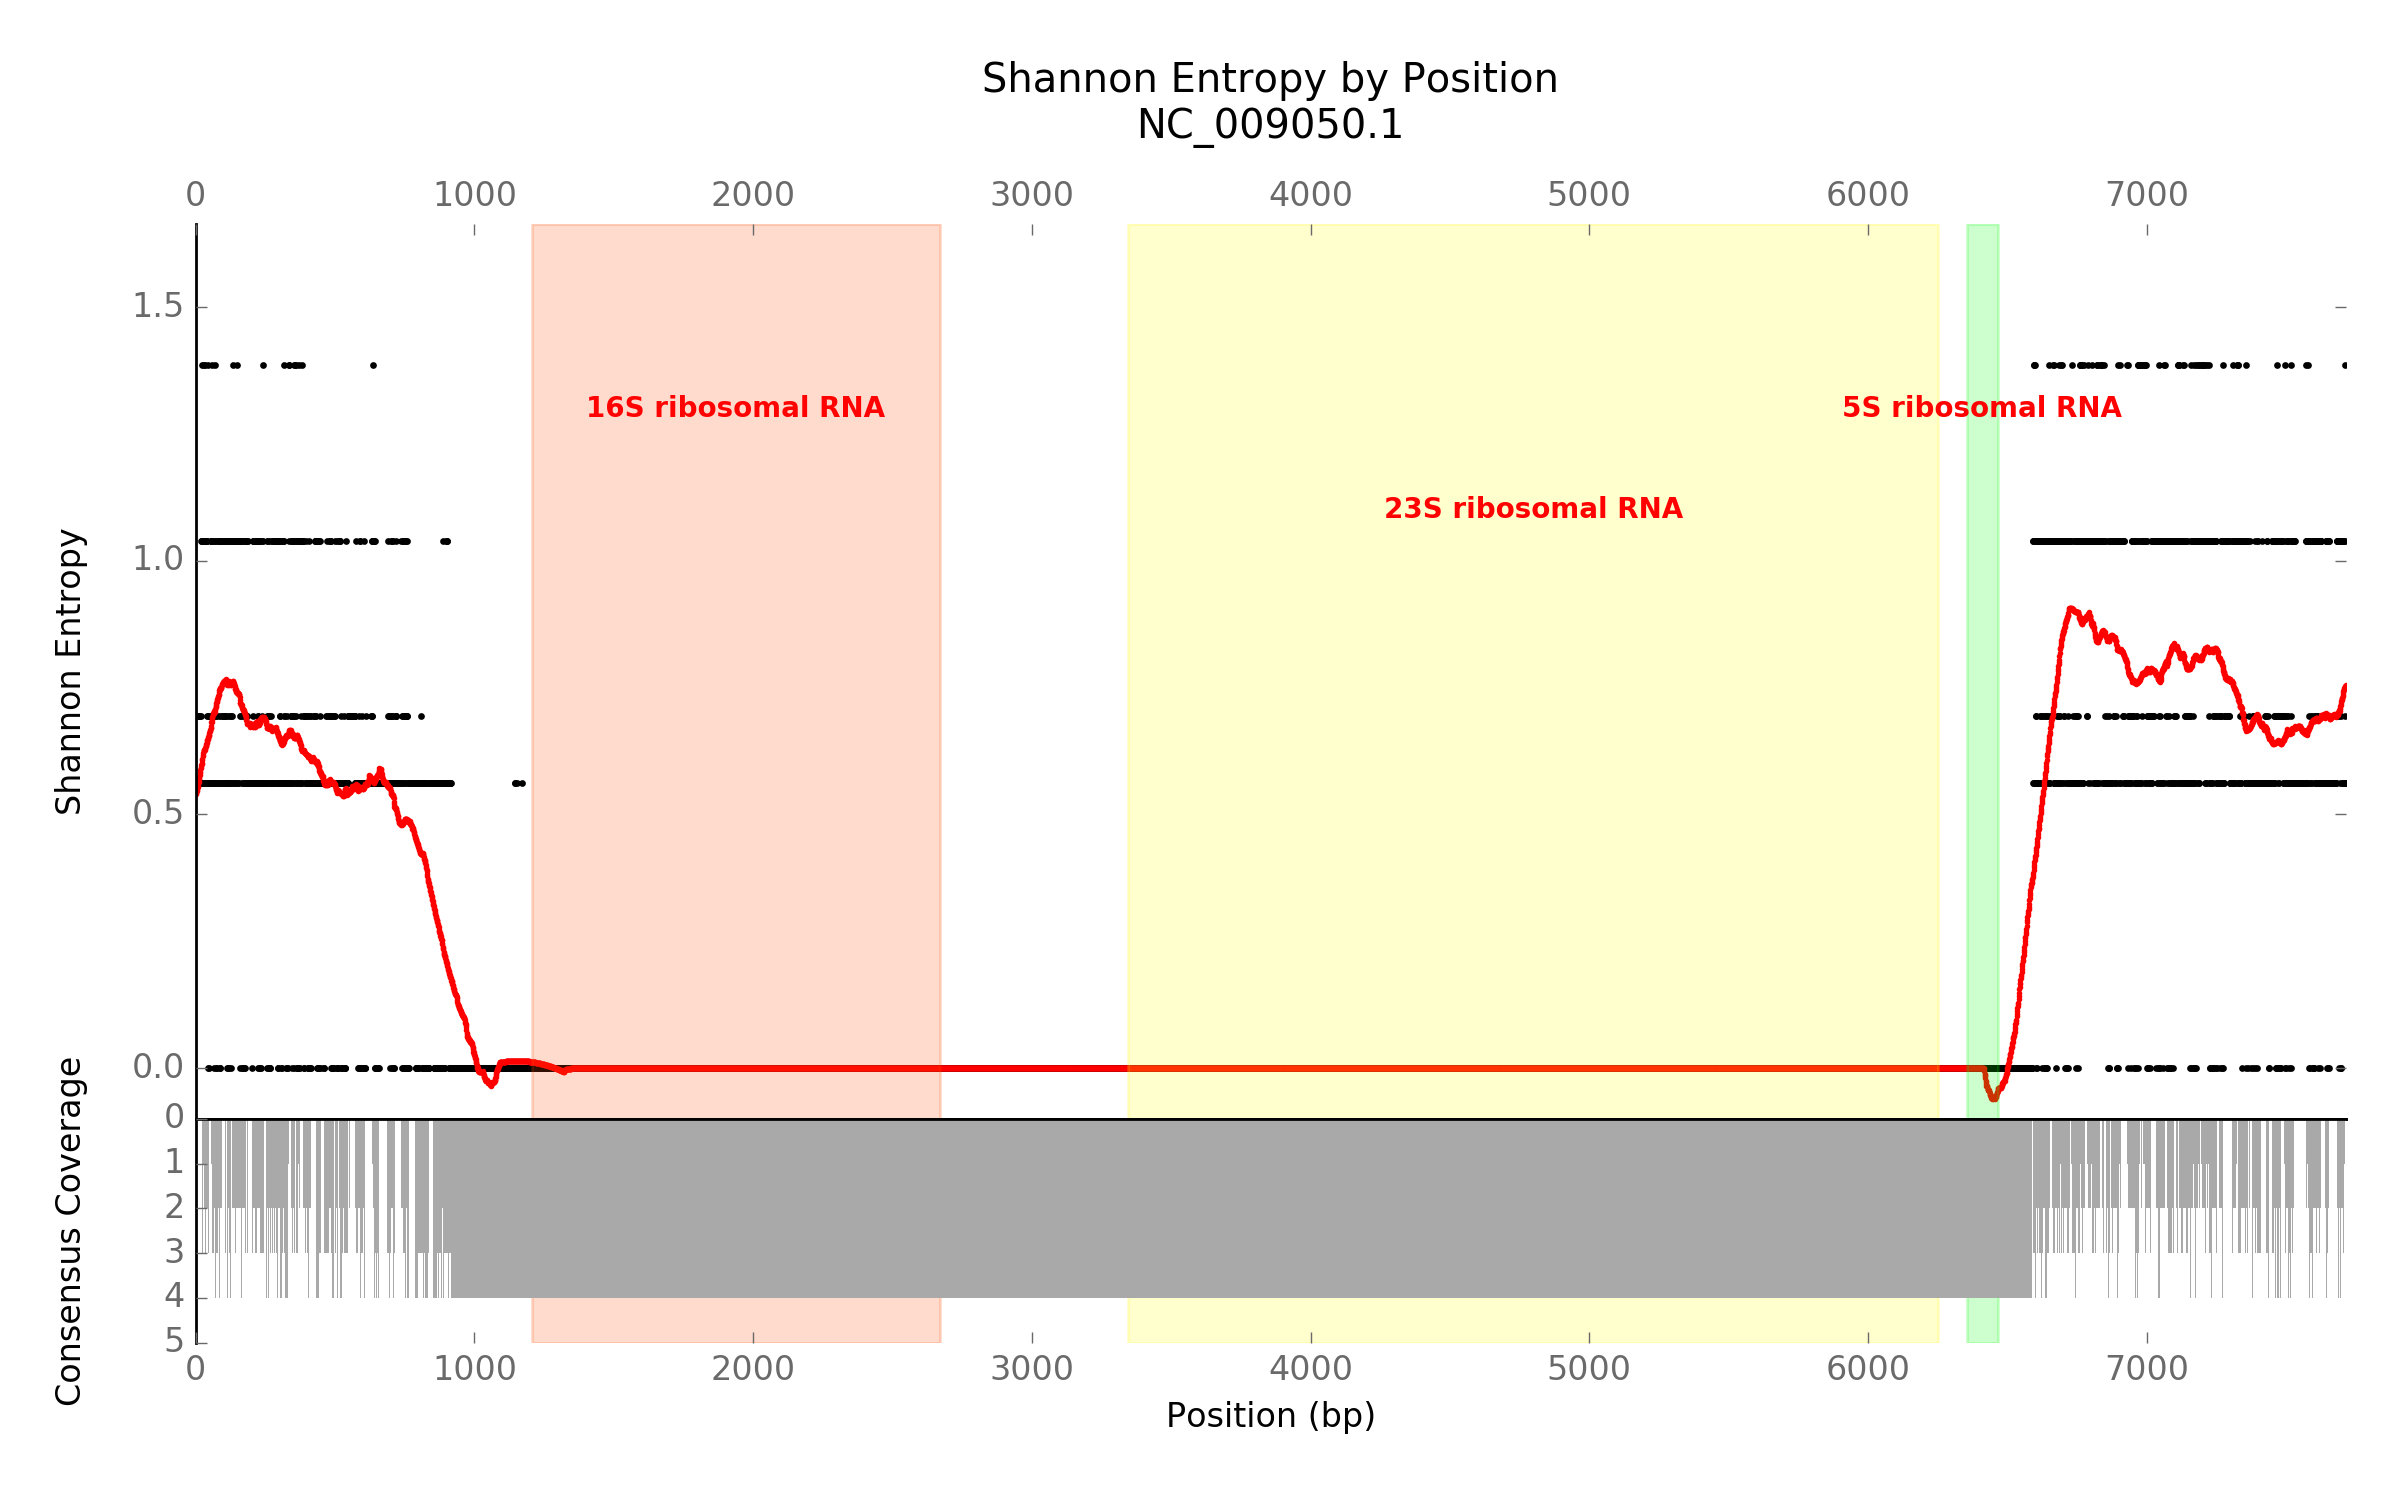 Shannon Entropy by Position
NC_009050.1
0 1000 2000 3000 4000 5000 6000 7000
1.5
16S ribosomal RNA
5S ribosomal RNA
23S ribosomal RNA
1.0
0.5
0.0
Shannon Entropy
0
1
2
3
4
5
Consensus Coverage
0 1000 2000 3000 4000 5000 6000 7000
Position (bp)